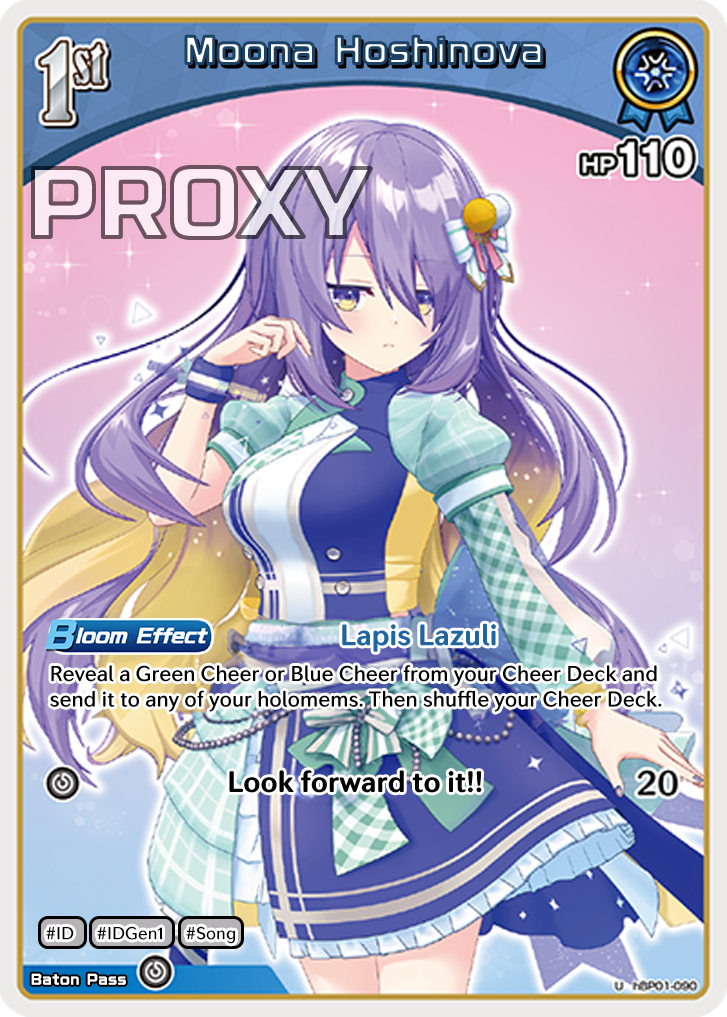 1st
Moona Hoshinova
HP110
PROXY
Bloom Effect
Lapis Lazuli
Reveal a Green Cheer or Blue Cheer from your Cheer Deck and
send it to any of your holomems. Then shuffle your Cheer Deck.
Look forward to it!!
20
#ID
#IDGen1
#Song
Baton Pass
U hBP01-090